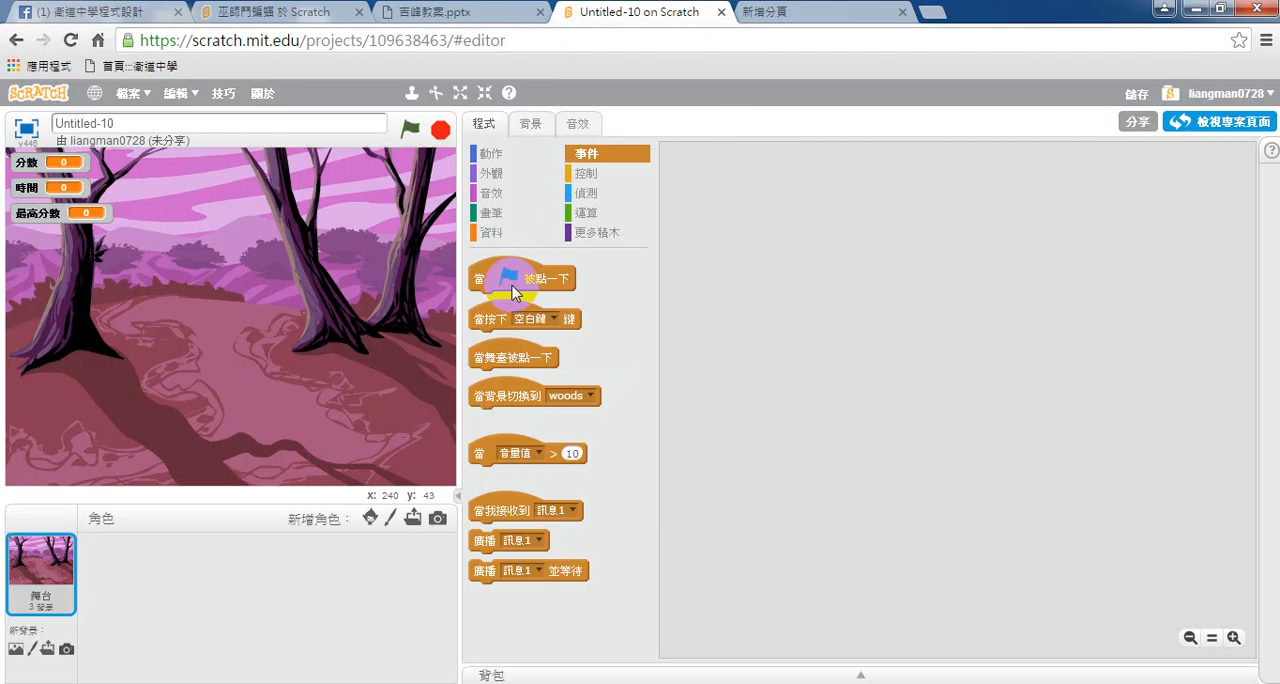 (1) 衛道中學程式設計
巫師鬥蝙蝠 於 Scratch
吉峰教案.pptx
Untitled-10 on Scratch
新增分頁
https://scratch.mit.edu/projects/109638463/#editor
應用程式
首頁:::衛道中學
SCRATCH
檔案
編輯
技巧
關於
儲存
liangman0728
Untitled-10
由 liangman0728 (未分享)
v446
程式
背景
音效
分享
檢視專案頁面
分數 0
時間 0
最高分數 0
動作
事件
外觀
控制
音效
偵測
畫筆
運算
資料
更多積木
當 被點一下
當按下 空白鍵 鍵
當舞臺被點一下
當背景切換到 woods
當 音量值 > 10
當我接收到 訊息1
廣播 訊息1
廣播 訊息1 並等待
x: 240 y: 43
角色
新增角色：
舞台
3 背景
新背景：
背包